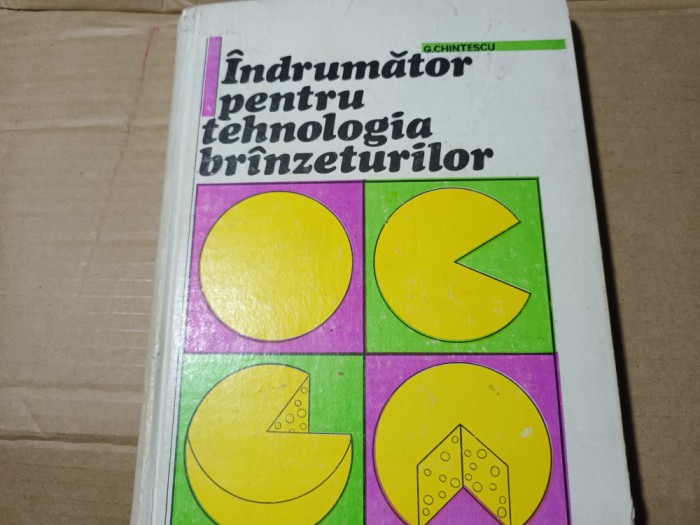 G. CHINTESCU
Îndrumător
pentru
tehnologia
brînzeturilor